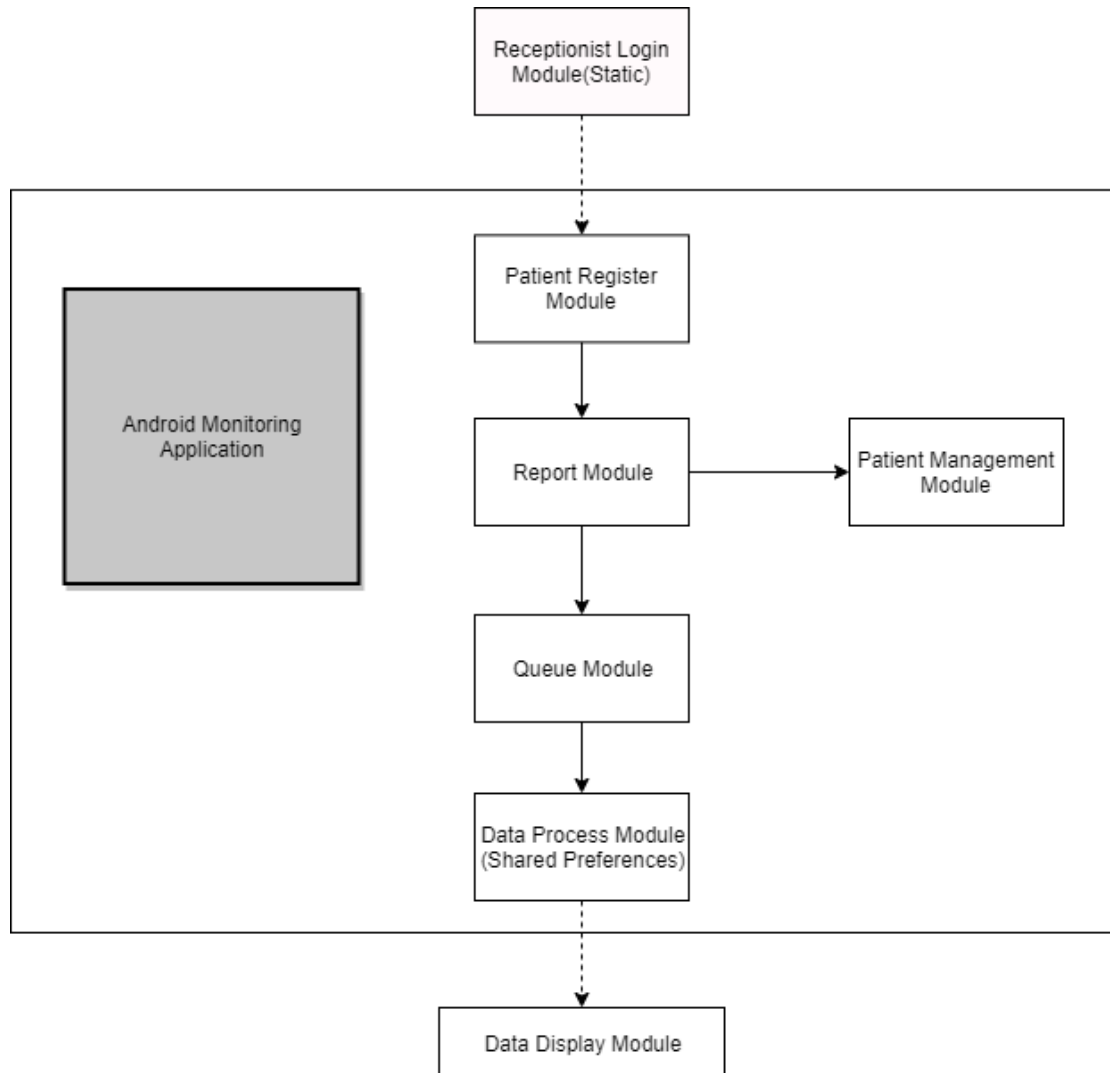 Receptionist Login
Module(Static)
Patient Register
Module
Android Monitoring
Application
Report Module
Patient Management
Module
Queue Module
Data Process Module
(Shared Preferences)
Data Display Module